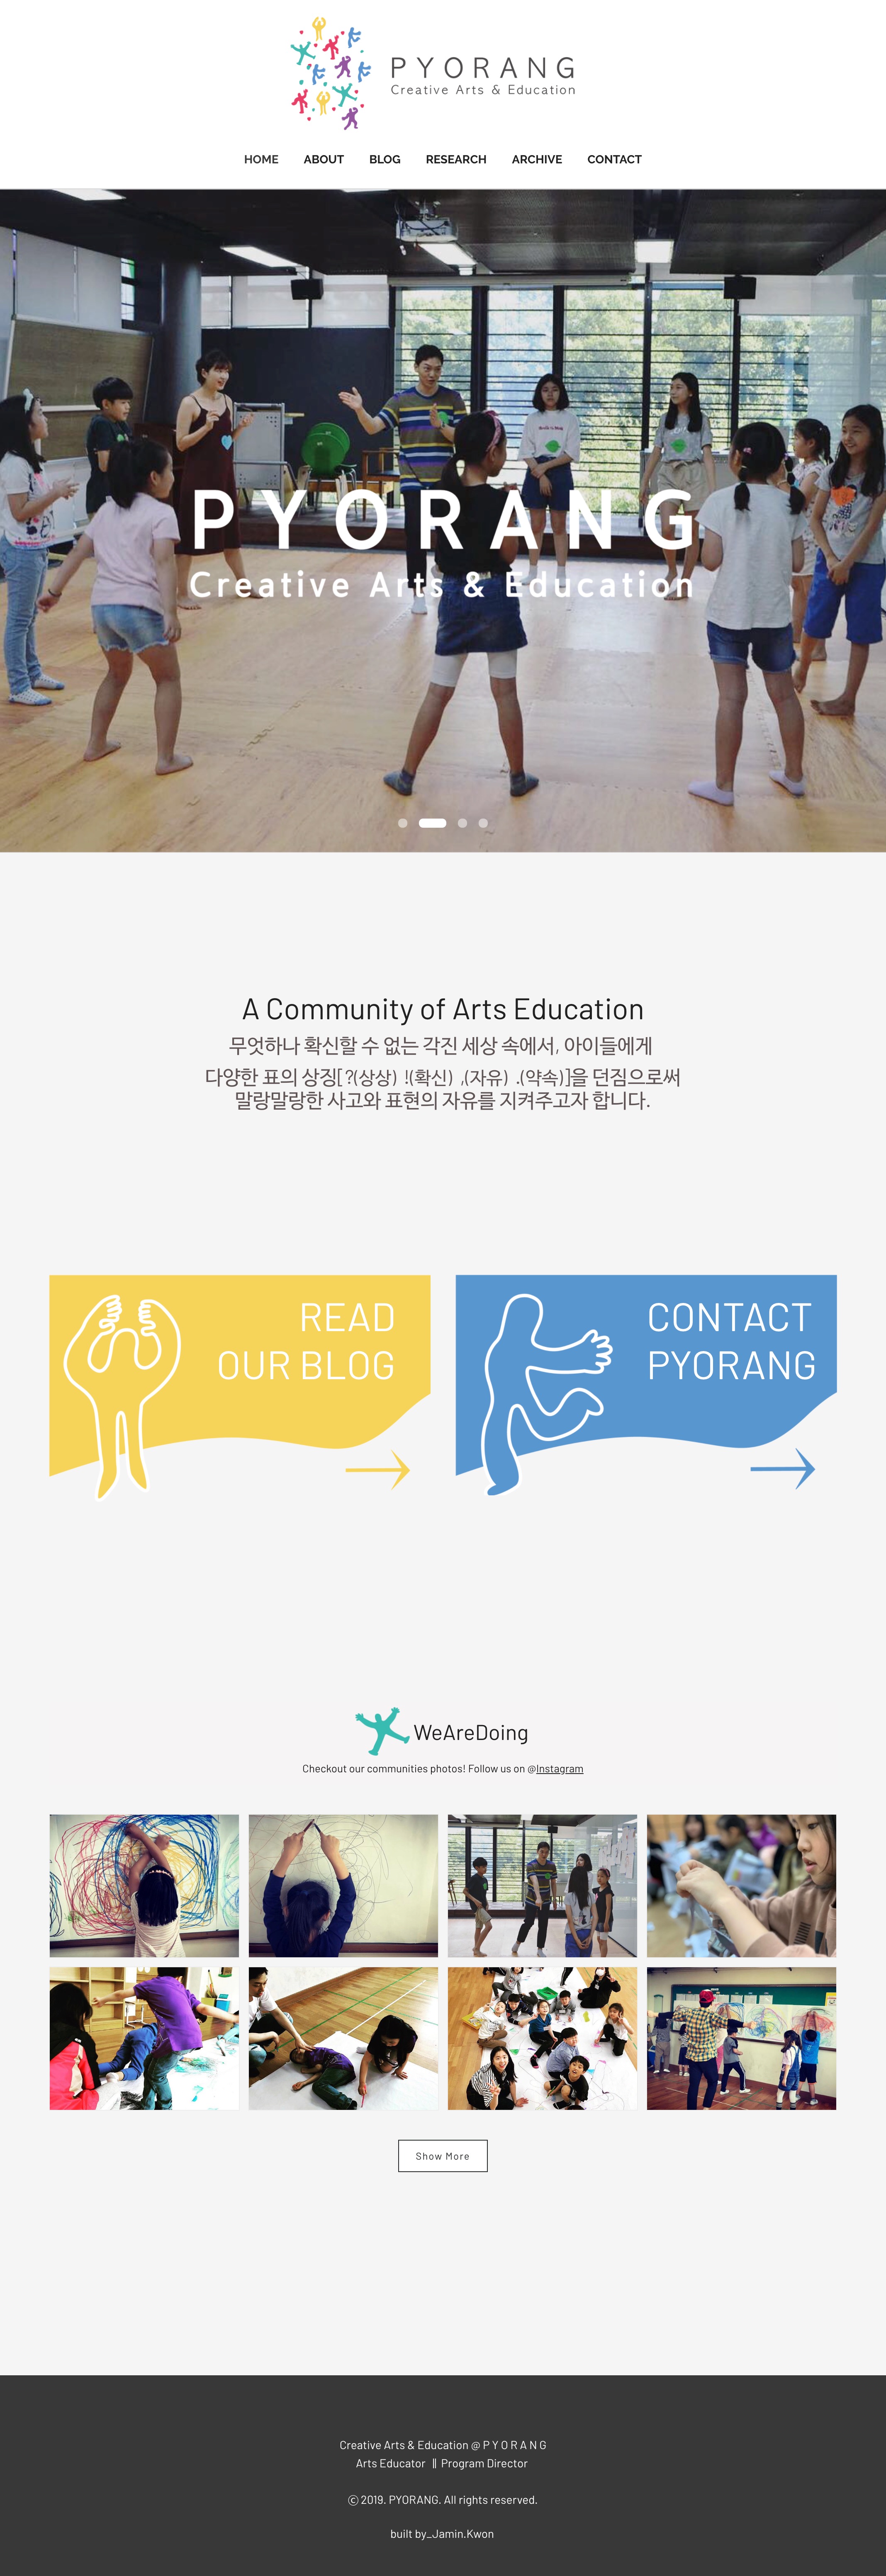 PYORANG
Creative Arts & Education
HOME ABOUT BLOG RESEARCH ARCHIVE CONTACT
PYORANG
Creative Arts & Education
A Community of Arts Education
무엇하나 확신할 수 없는 각진 세상 속에서, 아이들에게
다양한 표의 상징[?(상상) !(확신) ,(자유) .(약속)]을 던짐으로써
말랑말랑한 사고와 표현의 자유를 지켜주고자 합니다.
READ
OUR BLOG
CONTACT
PYORANG
WeAreDoing
Checkout our communities photos! Follow us on @Instagram
Show More
Creative Arts & Education @ P Y O R A N G
Arts Educator || Program Director
© 2019. PYORANG. All rights reserved.
built by_Jamin.Kwon